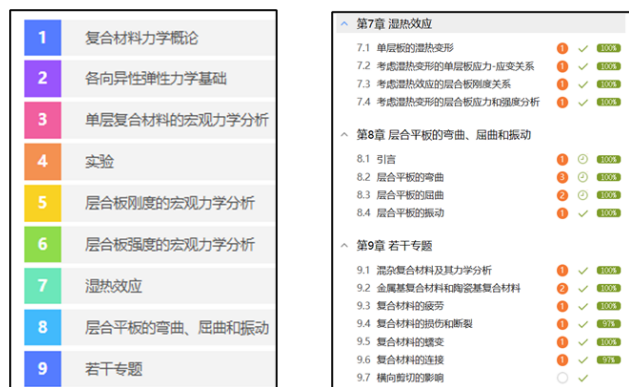 1 复合材料力学概论
2 各向异性弹性力学基础
3 单层复合材料的宏观力学分析
4 实验
5 层合板刚度的宏观力学分析
6 层合板强度的宏观力学分析
7 湿热效应
8 层合平板的弯曲、屈曲和振动
9 若干专题
第7章 湿热效应
7.1 单层板的湿热变形 1 100%
7.2 考虑湿热变形的单层板应力-应变关系 1 100%
7.3 考虑湿热效应的层合板刚度关系 1 100%
7.4 考虑湿热变形的层合板应力和强度分析 1 100%
第8章 层合平板的弯曲、屈曲和振动
8.1 引言 1 100%
8.2 层合平板的弯曲 3 100%
8.3 层合平板的屈曲 2 100%
8.4 层合平板的振动 1 100%
第9章 若干专题
9.1 混杂复合材料及其力学分析 1 100%
9.2 金属基复合材料和陶瓷基复合材料 2 100%
9.3 复合材料的疲劳 1 100%
9.4 复合材料的损伤和断裂 1 97%
9.5 复合材料的蠕变 1 100%
9.6 复合材料的连接 1 97%
9.7 横向剪切的影响